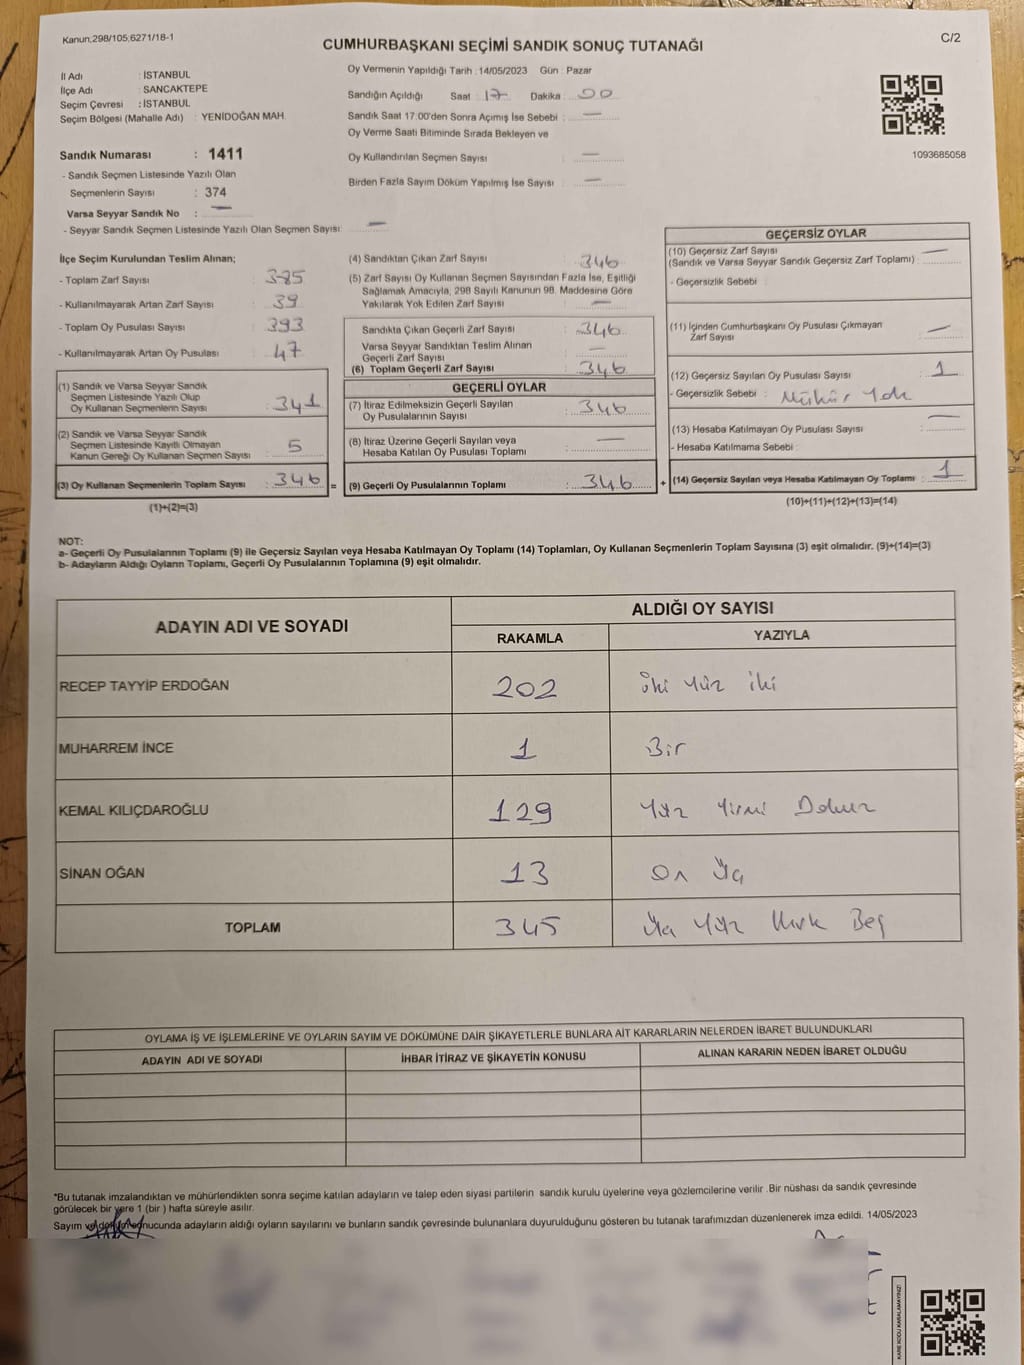 Kanun;298/105;6271/18-1
C/2
CUMHURBAŞKANI SEÇİMİ SANDIK SONUÇ TUTANAĞI
İl Adı : İSTANBUL
İlçe Adı : SANCAKTEPE
Seçim Çevresi : İSTANBUL
Seçim Bölgesi (Mahalle Adı) : YENİDOĞAN MAH.
Sandık Numarası : 1411
- Sandık Seçmen Listesinde Yazılı Olan
Seçmenlerin Sayısı : 374
Varsa Seyyar Sandık No : —
- Seyyar Sandık Seçmen Listesinde Yazılı Olan Seçmen Sayısı: —
Oy Vermenin Yapıldığı Tarih : 14/05/2023 Gün : Pazar
Sandığın Açıldığı Saat : 17 Dakika : 00
Sandık Saat 17:00'den Sonra Açımış İse Sebebi : —
Oy Verme Saati Bitiminde Sırada Bekleyen ve
Oy Kullandırılan Seçmen Sayısı : —
Birden Fazla Sayım Döküm Yapılmış İse Sayısı : —
1093685058
İlçe Seçim Kurulundan Teslim Alınan;
- Toplam Zarf Sayısı : 385
- Kullanılmayarak Artan Zarf Sayısı : 39
- Toplam Oy Pusulası Sayısı : 393
- Kullanılmayarak Artan Oy Pusulası : 47
(1) Sandık ve Varsa Seyyar Sandık
Seçmen Listesinde Yazılı Olup
Oy Kullanan Seçmenlerin Sayısı : 341
(2) Sandık ve Varsa Seyyar Sandık
Seçmen Listesinde Kayıtlı Olmayan
Kanun Gereği Oy Kullanan Seçmen Sayısı : 5
(3) Oy Kullanan Seçmenlerin Toplam Sayısı : 346 =
(1)+(2)=(3)
(4) Sandıktan Çıkan Zarf Sayısı : 346
(5) Zarf Sayısı Oy Kullanan Seçmen Sayısından Fazla İse, Eşitliği
Sağlamak Amacıyla, 298 Sayılı Kanunun 98. Maddesine Göre
Yakılarak Yok Edilen Zarf Sayısı : —
Sandıkta Çıkan Geçerli Zarf Sayısı : 346
Varsa Seyyar Sandıktan Teslim Alınan
Geçerli Zarf Sayısı : —
(6) Toplam Geçerli Zarf Sayısı : 346
GEÇERLİ OYLAR
(7) İtiraz Edilmeksizin Geçerli Sayılan
Oy Pusulalarının Sayısı : 346
(8) İtiraz Üzerine Geçerli Sayılan veya
Hesaba Katılan Oy Pusulası Toplamı : —
(9) Geçerli Oy Pusulalarının Toplamı : 346 +
GEÇERSİZ OYLAR
(10) Geçersiz Zarf Sayısı
(Sandık ve Varsa Seyyar Sandık Geçersiz Zarf Toplamı) : —
- Geçersizlik Sebebi :
(11) İçinden Cumhurbaşkanı Oy Pusulası Çıkmayan
Zarf Sayısı : —
(12) Geçersiz Sayılan Oy Pusulası Sayısı : 1
- Geçersizlik Sebebi : Mühür Yok
(13) Hesaba Katılmayan Oy Pusulası Sayısı : —
- Hesaba Katılmama Sebebi :
(14) Geçersiz Sayılan veya Hesaba Katılmayan Oy Toplamı : 1
(10)+(11)+(12)+(13)=(14)
NOT:
a- Geçerli Oy Pusulalarının Toplamı (9) ile Geçersiz Sayılan veya Hesaba Katılmayan Oy Toplamı (14) Toplamları, Oy Kullanan Seçmenlerin Toplam Sayısına (3) eşit olmalıdır. (9)+(14)=(3)
b- Adayların Aldığı Oyların Toplamı, Geçerli Oy Pusulalarının Toplamına (9) eşit olmalıdır.
ADAYIN ADI VE SOYADI
ALDIĞI OY SAYISI
RAKAMLA YAZIYLA
RECEP TAYYİP ERDOĞAN 202 iki Yüz iki
MUHARREM İNCE 1 Bir
KEMAL KILIÇDAROĞLU 129 Yüz Yirmi Dokuz
SİNAN OĞAN 13 On Üç
TOPLAM 345 Üç Yüz Kırk Beş
OYLAMA İŞ VE İŞLEMLERİNE VE OYLARIN SAYIM VE DÖKÜMÜNE DAİR ŞİKAYETLERLE BUNLARA AİT KARARLARIN NELERDEN İBARET BULUNDUKLARI
ADAYIN ADI VE SOYADI İHBAR İTİRAZ VE ŞİKAYETİN KONUSU ALINAN KARARIN NEDEN İBARET OLDUĞU
*Bu tutanak imzalandıktan ve mühürlendikten sonra seçime katılan adayların ve talep eden siyasi partilerin sandık kurulu üyelerine veya gözlemcilerine verilir .Bir nüshası da sandık çevresinde
görülecek bir yere 1 (bir ) hafta süreyle asılır.
Sayım ve döküm sonucunda adayların aldığı oyların sayılarını ve bunların sandık çevresinde bulunanlara duyurulduğunu gösteren bu tutanak tarafımızdan düzenlenerek imza edildi. 14/05/2023
KARE KODU KARALAMAYINIZ!